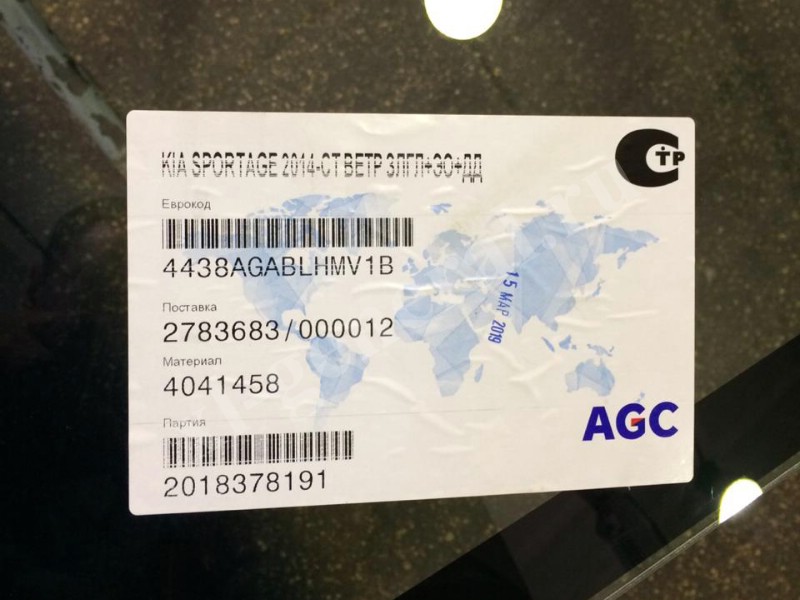 KIA SPORTAGE 2014-СТ ВЕТР ЗЛГЛ+ЭО+ДД
Еврокод
4438AGABLHMV1B
Поставка
2783683/000012
Материал
4041458
Партия
2018378191
15 МАР 2019
СТР
AGC